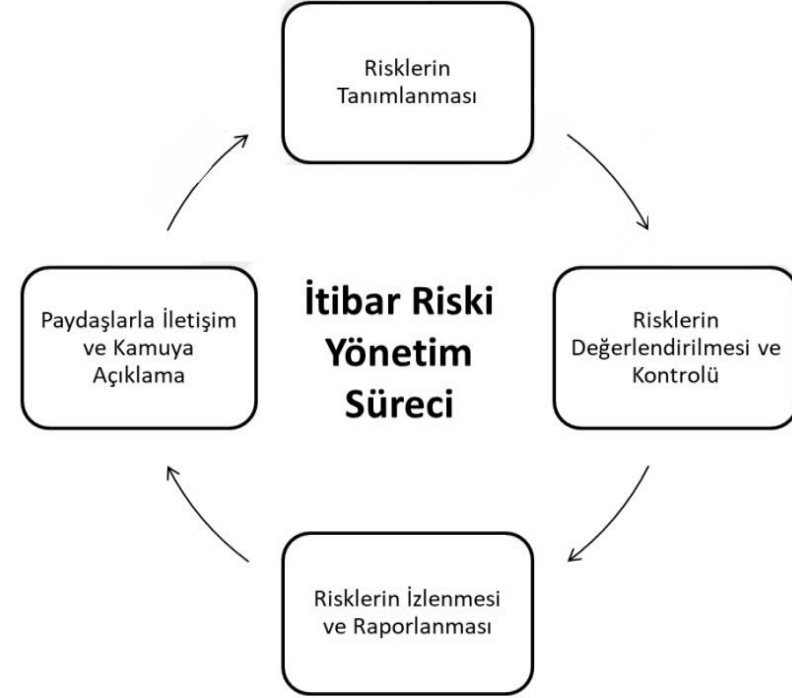 Risklerin
Tanımlanması
Paydaşlarla İletişim
ve Kamuya
Açıklama
İtibar Riski
Yönetim
Süreci
Risklerin
Değerlendirilmesi ve
Kontrolü
Risklerin İzlenmesi
ve Raporlanması